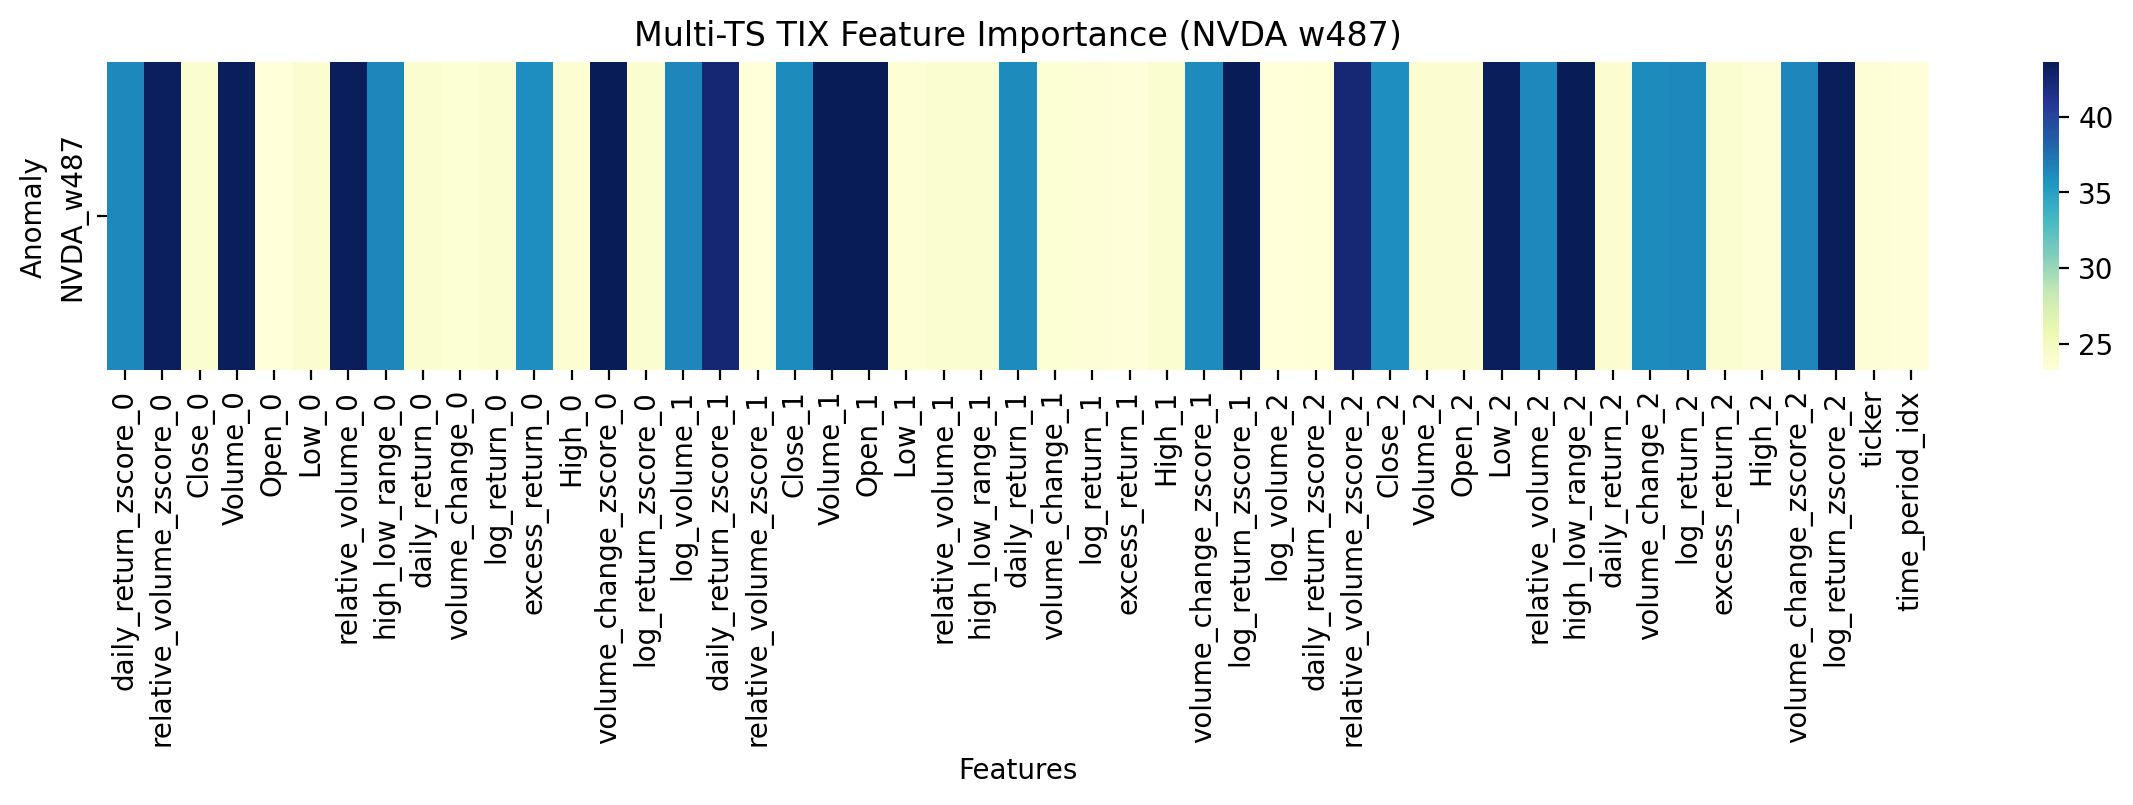 Multi-TS TIX Feature Importance (NVDA w487)
Anomaly
NVDA_w487
40
35
30
25
daily_return_zscore_0
relative_volume_zscore_0
Close_0
Volume_0
Open_0
Low_0
relative_volume_0
high_low_range_0
daily_return_0
volume_change_0
log_return_0
excess_return_0
High_0
volume_change_zscore_0
log_return_zscore_0
log_volume_1
daily_return_zscore_1
relative_volume_zscore_1
Close_1
Volume_1
Open_1
Low_1
relative_volume_1
high_low_range_1
daily_return_1
volume_change_1
log_return_1
excess_return_1
High_1
volume_change_zscore_1
log_return_zscore_1
log_volume_2
daily_return_zscore_2
relative_volume_zscore_2
Close_2
Volume_2
Open_2
Low_2
relative_volume_2
high_low_range_2
daily_return_2
volume_change_2
log_return_2
excess_return_2
High_2
volume_change_zscore_2
log_return_zscore_2
ticker
time_period_idx
Features